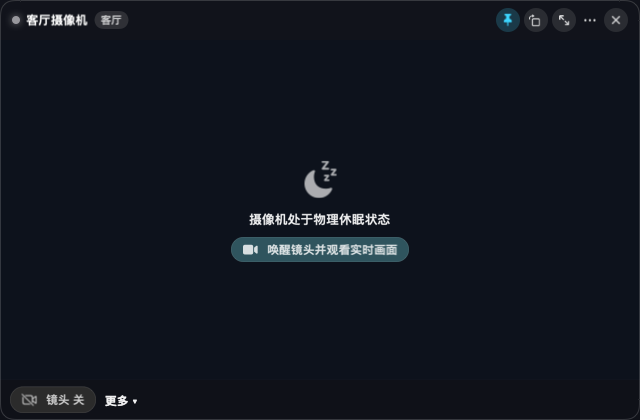 客厅摄像机 客厅
z z z
摄像机处于物理休眠状态
唤醒镜头并观看实时画面
镜头 关 更多